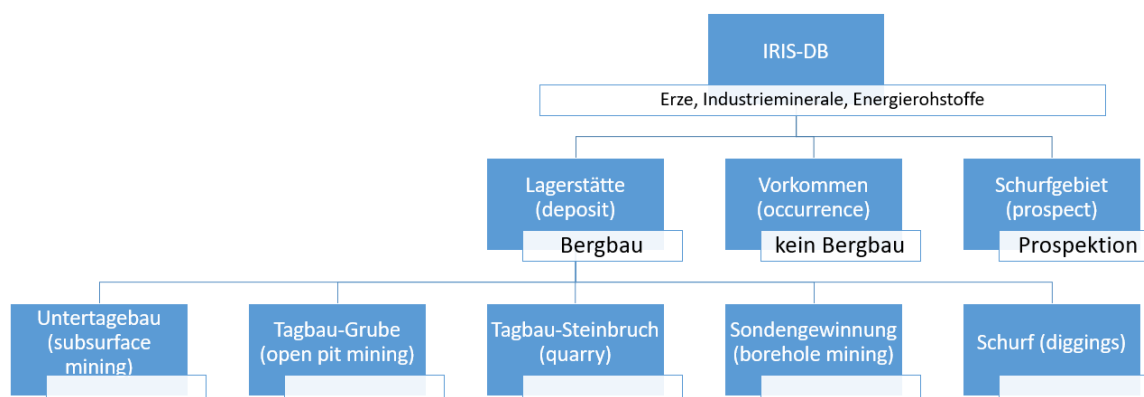 IRIS-DB
Erze, Industrieminerale, Energierohstoffe
Lagerstätte
(deposit)
Bergbau
Vorkommen
(occurrence)
kein Bergbau
Schurfgebiet
(prospect)
Prospektion
Untertagebau
(subsurface
mining)
Tagbau-Grube
(open pit mining)
Tagbau-Steinbruch
(quarry)
Sondengewinnung
(borehole mining)
Schurf (diggings)